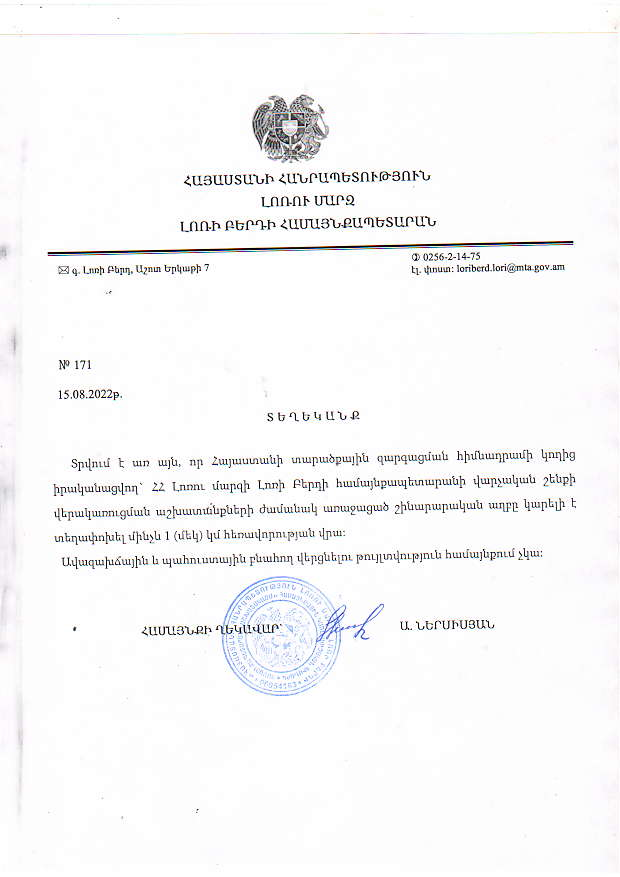 ՀԱՅԱՍՏԱՆԻ ՀԱՆՐԱՊԵՏՈՒԹՅՈՒՆ
ԼՈՌՈՒ ՄԱՐԶ
ԼՈՌԻ ԲԵՐԴԻ ՀԱՄԱՅՆՔԱՊԵՏԱՐԱՆ
✉ գ. Լոռի Բերդ, Աշոտ Երկաթի 7
✆ 0256-2-14-75
էլ. փոստ: loriberd.lori@mta.gov.am
№ 171
15.08.2022թ.
ՏԵՂԵԿԱՆՔ
Տրվում է առ այն, որ Հայաստանի տարածքային զարգացման հիմնադրամի կողից
իրականացվող՝ ՀՀ Լոռու մարզի Լոռի Բերդի համայնքապետարանի վարչական շենքի
վերակառուցման աշխատանքների ժամանակ առաջացած շինարարական աղբը կարելի է
տեղափոխել մինչև 1 (մեկ) կմ հեռավորության վրա:
Ավազախճային և պահուստային բնահող վերցնելու թույլտվություն համայնքում չկա:
ՀԱՄԱՅՆՔԻ ՂԵԿԱՎԱՐ՝
Ա. ՆԵՐՍԻՍՅԱՆ